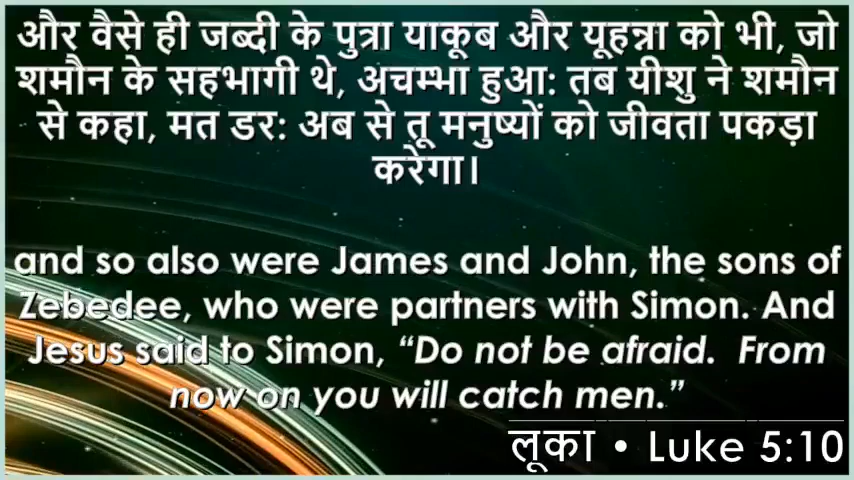 और वैसे ही जब्दी के पुत्रा याकूब और यूहन्ना को भी, जो
शमौन के सहभागी थे, अचम्भा हुआ: तब यीशु ने शमौन
से कहा, मत डर: अब से तू मनुष्यों को जीवता पकड़ा
करेगा।
and so also were James and John, the sons of
Zebedee, who were partners with Simon. And
Jesus said to Simon, “Do not be afraid. From
now on you will catch men.”
लूका • Luke 5:10